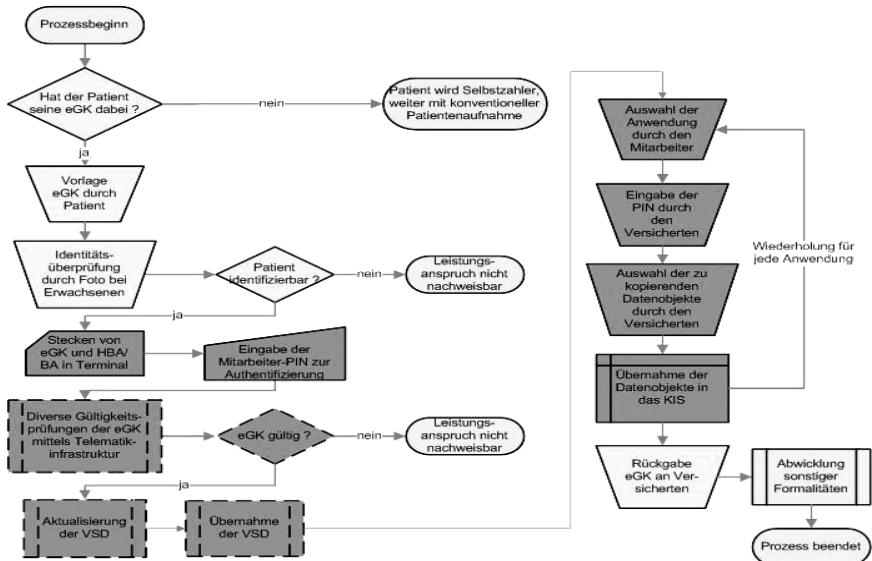 Prozessbeginn
Hat der Patient
seine eGK dabei ?
nein
Patient wird Selbstzahler,
weiter mit konventioneller
Patientenaufnahme
ja
Vorlage
eGK durch
Patient
Identitäts-
überprüfung
durch Foto bei
Erwachsenen
Patient
identifizierbar ?
nein
Leistungs-
anspruch nicht
nachweisbar
ja
Stecken von
eGK und HBA/
BA in Terminal
Eingabe der
Mitarbeiter-PIN zur
Authentifizierung
Diverse Gültigkeits-
prüfungen der eGK
mittels Telematik-
infrastruktur
eGK gültig ?
nein
Leistungs-
anspruch nicht
nachweisbar
ja
Aktualisierung
der VSD
Übernahme
der VSD
Auswahl der
Anwendung
durch den
Mitarbeiter
Eingabe der
PIN durch
den
Versicherten
Wiederholung für
jede Anwendung
Auswahl der zu
kopierenden
Datenobjekte
durch den
Versicherten
Übernahme der
Datenobjekte in
das KIS
Rückgabe
eGK an Ver-
sicherten
Abwicklung
sonstiger
Formalitäten
Prozess beendet